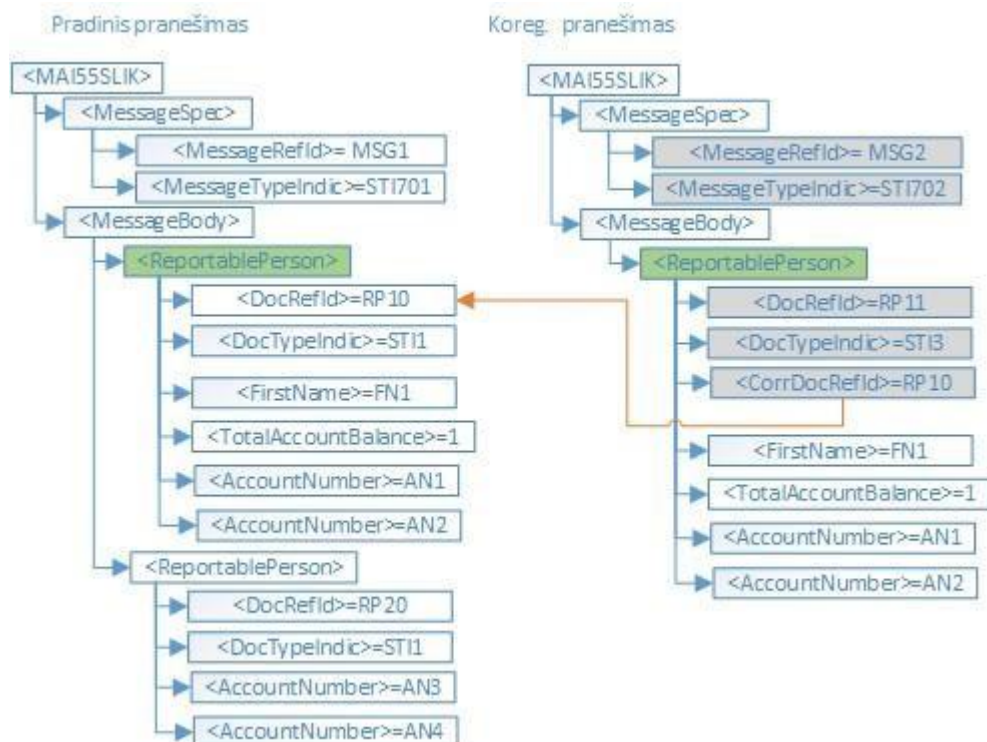 Pradinis pranešimas
<MAI55SLIK>
<MessageSpec>
<MessageRefId>= MSG1
<MessageTypeIndic>=STI701
<MessageBody>
<ReportablePerson>
<DocRefId>=RP10
<DocTypeIndic>=STI1
<FirstName>=FN1
<TotalAccountBalance>=1
<AccountNumber>=AN1
<AccountNumber>=AN2
<ReportablePerson>
<DocRefId>=RP20
<DocTypeIndic>=STI1
<AccountNumber>=AN3
<AccountNumber>=AN4
Koreg. pranešimas
<MAI55SLIK>
<MessageSpec>
<MessageRefId>= MSG2
<MessageTypeIndic>=STI702
<MessageBody>
<ReportablePerson>
<DocRefId>=RP11
<DocTypeIndic>=STI3
<CorrDocRefId>=RP10
<FirstName>=FN1
<TotalAccountBalance>=1
<AccountNumber>=AN1
<AccountNumber>=AN2